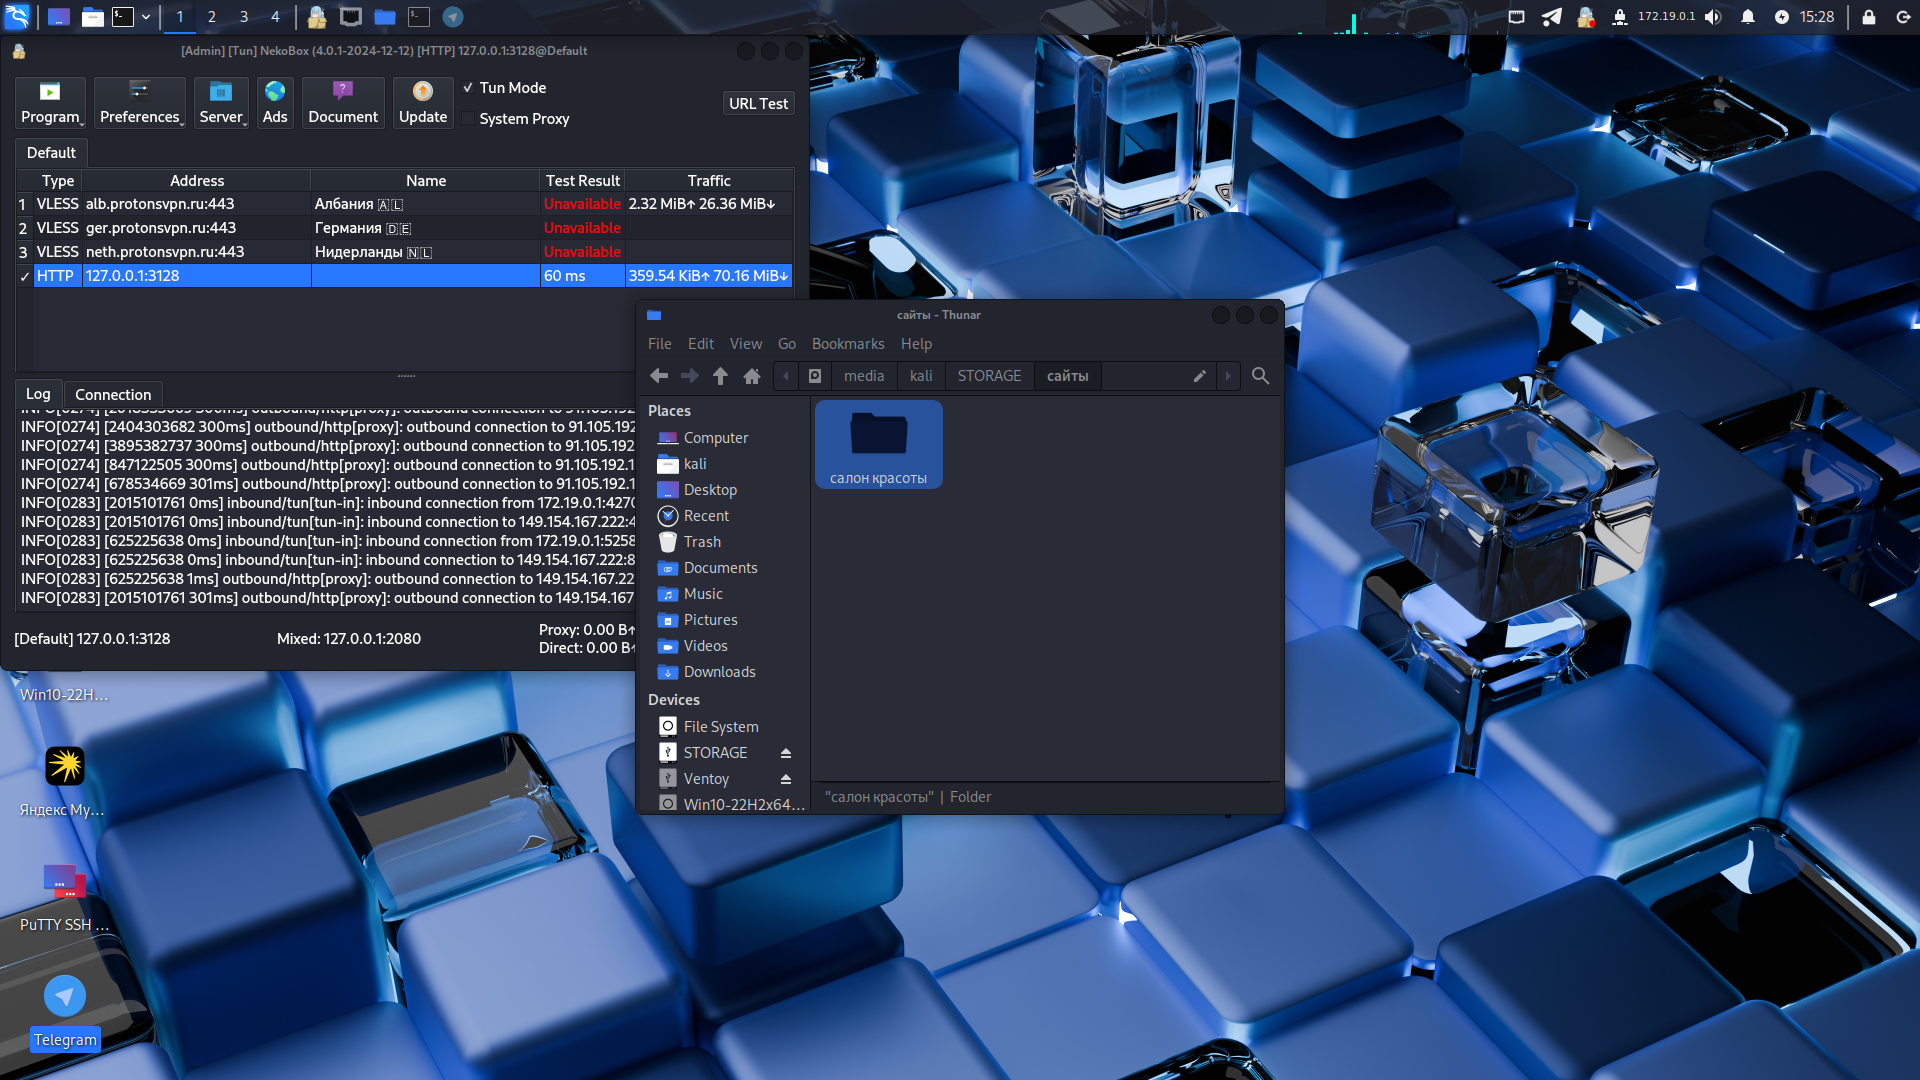 1 2 3 4
172.19.0.1 15:28
[Admin] [Tun] NekoBox (4.0.1-2024-12-12) [HTTP] 127.0.0.1:3128@Default
Program Preferences Server Ads Document Update
Tun Mode
System Proxy
URL Test
Default
Type Address Name Test Result Traffic
1 VLESS alb.protonsvpn.ru:443 Албания 🇦🇱 Unavailable 2.32 MiB↑ 26.36 MiB↓
2 VLESS ger.protonsvpn.ru:443 Германия 🇩🇪 Unavailable
3 VLESS neth.protonsvpn.ru:443 Нидерланды 🇳🇱 Unavailable
✓ HTTP 127.0.0.1:3128 60 ms 359.54 KiB↑ 70.16 MiB↓
Log Connection
INFO[0274] [2404303682 300ms] outbound/http[proxy]: outbound connection to 91.105.192
INFO[0274] [3895382737 300ms] outbound/http[proxy]: outbound connection to 91.105.192
INFO[0274] [847122505 300ms] outbound/http[proxy]: outbound connection to 91.105.192.1
INFO[0274] [678534669 301ms] outbound/http[proxy]: outbound connection to 91.105.192.1
INFO[0283] [2015101761 0ms] inbound/tun[tun-in]: inbound connection from 172.19.0.1:4270
INFO[0283] [2015101761 0ms] inbound/tun[tun-in]: inbound connection to 149.154.167.222:4
INFO[0283] [625225638 0ms] inbound/tun[tun-in]: inbound connection from 172.19.0.1:5258
INFO[0283] [625225638 0ms] inbound/tun[tun-in]: inbound connection to 149.154.167.222:8
INFO[0283] [625225638 1ms] outbound/http[proxy]: outbound connection to 149.154.167.22
INFO[0283] [2015101761 301ms] outbound/http[proxy]: outbound connection to 149.154.167
[Default] 127.0.0.1:3128
Mixed: 127.0.0.1:2080
Proxy: 0.00 B↑
Direct: 0.00 B↑
сайты - Thunar
File Edit View Go Bookmarks Help
media kali STORAGE сайты
Places
Computer
kali
Desktop
Recent
Trash
Documents
Music
Pictures
Videos
Downloads
Devices
File System
STORAGE
Ventoy
Win10-22H2x64...
салон красоты
"салон красоты" | Folder
Win10-22H...
Яндекс Му...
PuTTY SSH ...
Telegram